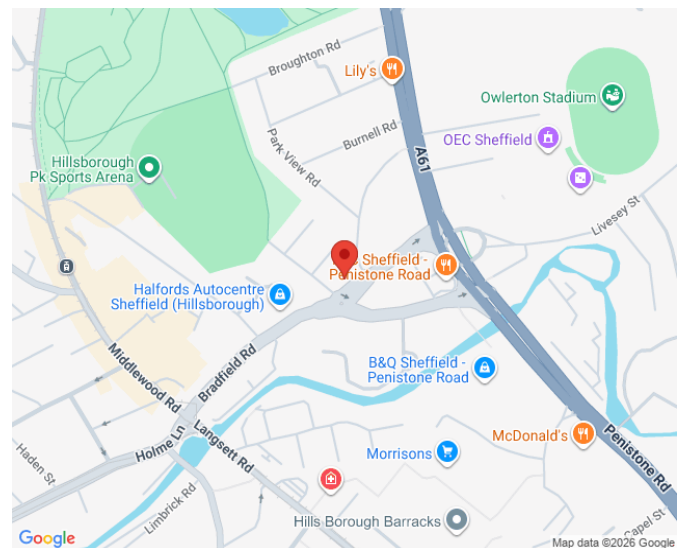 Broughton Rd
Lily's
Owlerton Stadium
A61
Burnell Rd
OEC Sheffield
Park View Rd
Hillsborough
Pk Sports Arena
Livesey St
Sheffield -
Penistone Road
Halfords Autocentre
Sheffield (Hillsborough)
Middlewood Rd
Bradfield Rd
B&Q Sheffield -
Penistone Road
Holme Ln
Langsett Rd
McDonald's
Penistone Rd
Haden St
Morrisons
Limbrick Rd
Hills Borough Barracks
Capel St
Google
Map data ©2026 Google